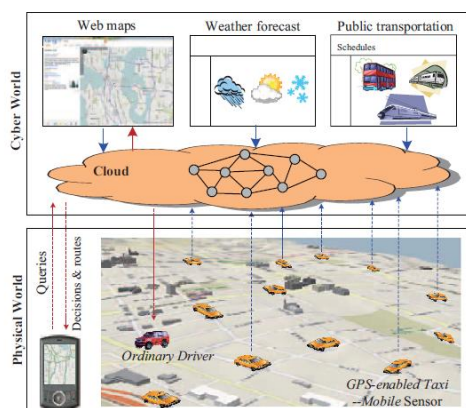 Web maps
Weather forecast
Public transportation
Schedules
Cyber World
Cloud
Physical World
Queries
Decisions & routes
Ordinary Driver
GPS-enabled Taxi
--Mobile Sensor